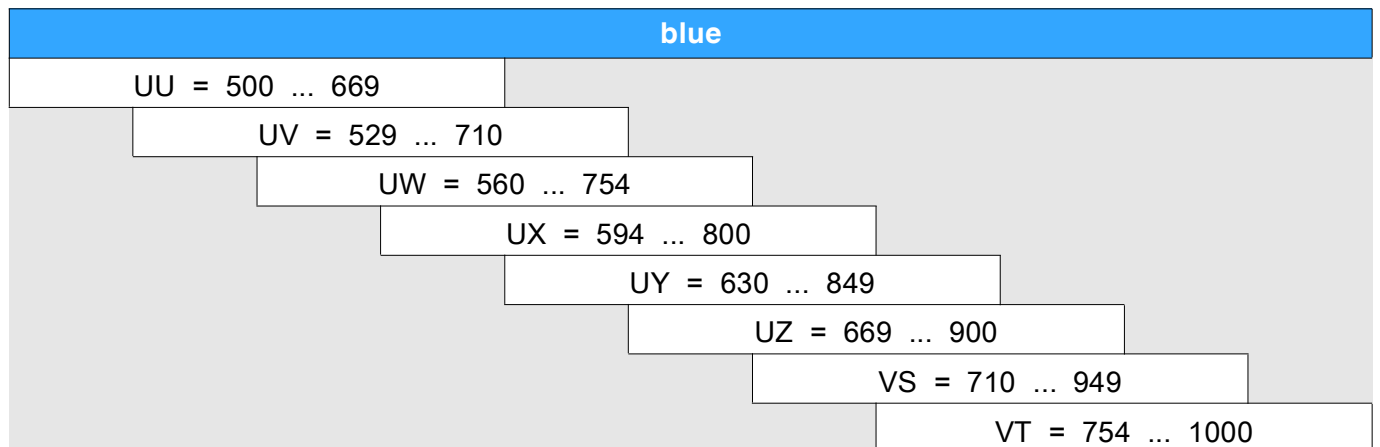 blue
UU = 500 ... 669
UV = 529 ... 710
UW = 560 ... 754
UX = 594 ... 800
UY = 630 ... 849
UZ = 669 ... 900
VS = 710 ... 949
VT = 754 ... 1000